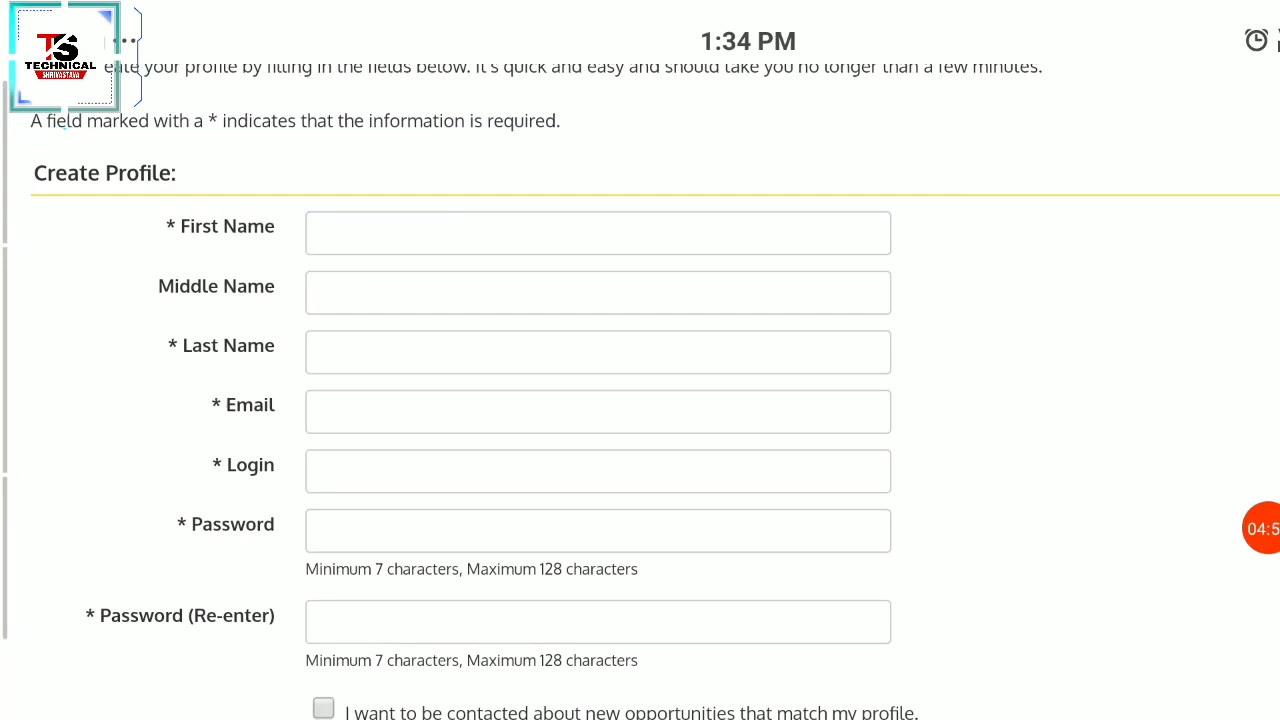 TS
TECHNICAL
SHRIVASTAVA
1:34 PM
your profile by filling in the fields below. It's quick and easy and should take you no longer than a few minutes.
A field marked with a * indicates that the information is required.
Create Profile:
* First Name
Middle Name
* Last Name
* Email
* Login
* Password
Minimum 7 characters, Maximum 128 characters
04:5
* Password (Re-enter)
Minimum 7 characters, Maximum 128 characters
I want to be contacted about new opportunities that match my profile.